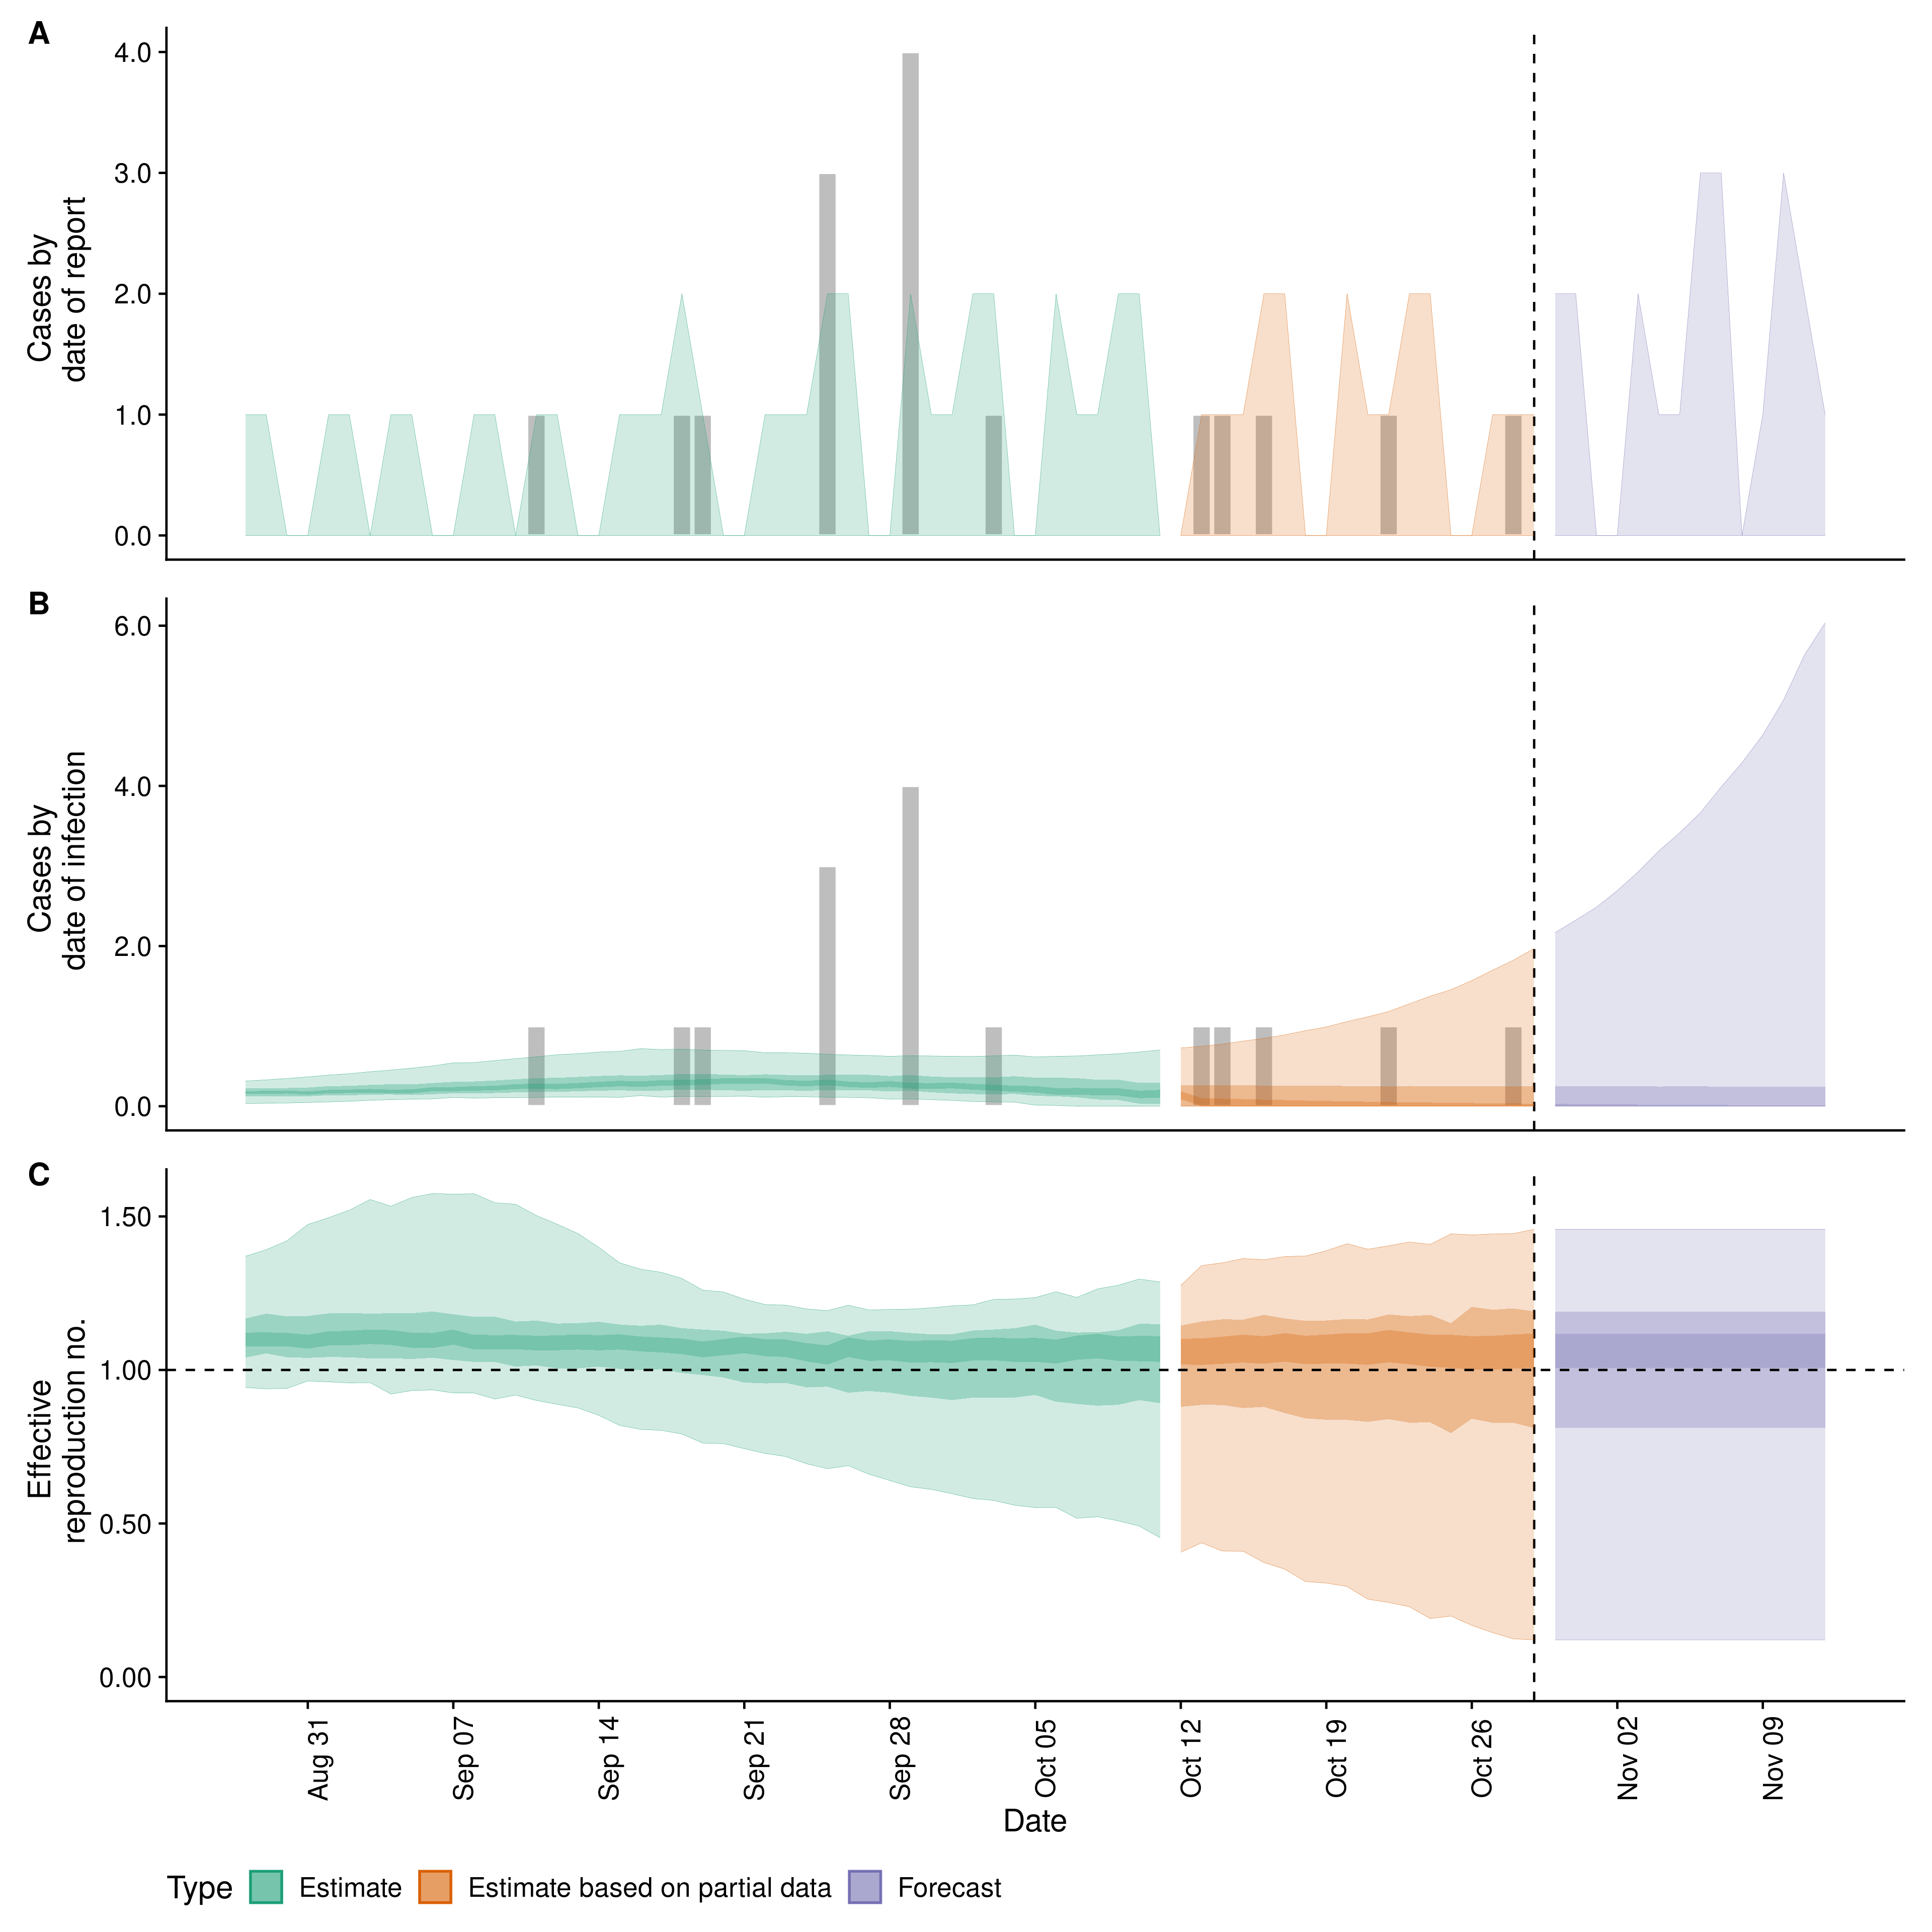 A
4.0
3.0
2.0
1.0
0.0
Cases by
date of report
B
6.0
4.0
2.0
0.0
Cases by
date of infection
C
1.50
1.00
0.50
0.00
Effective
reproduction no.
Aug 31
Sep 07
Sep 14
Sep 21
Sep 28
Oct 05
Oct 12
Oct 19
Oct 26
Nov 02
Nov 09
Date
Type Estimate Estimate based on partial data Forecast